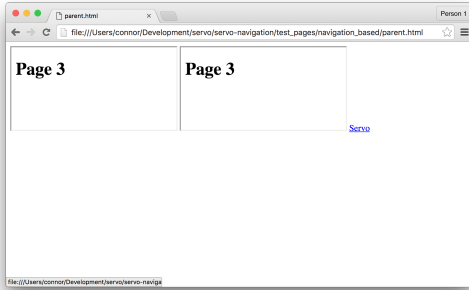 parent.html
Person 1
file:///Users/connor/Development/servo/servo-navigation/test_pages/navigation_based/parent.html
Page 3
Page 3
Servo
file:///Users/connor/Development/servo/servo-naviga